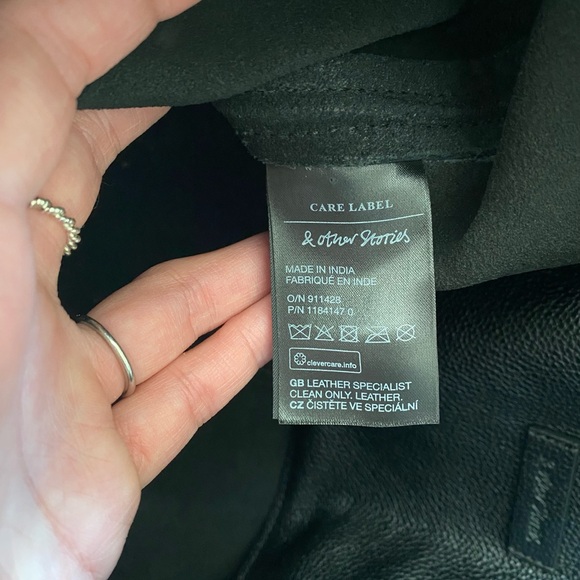 CARE LABEL
& other Stories
MADE IN INDIA
FABRIQUÉ EN INDE
O/N 911428
P/N 1184147 0
clevercare.info
GB LEATHER SPECIALIST
CLEAN ONLY. LEATHER.
CZ ČISTĚTE VE SPECIÁLNÍ